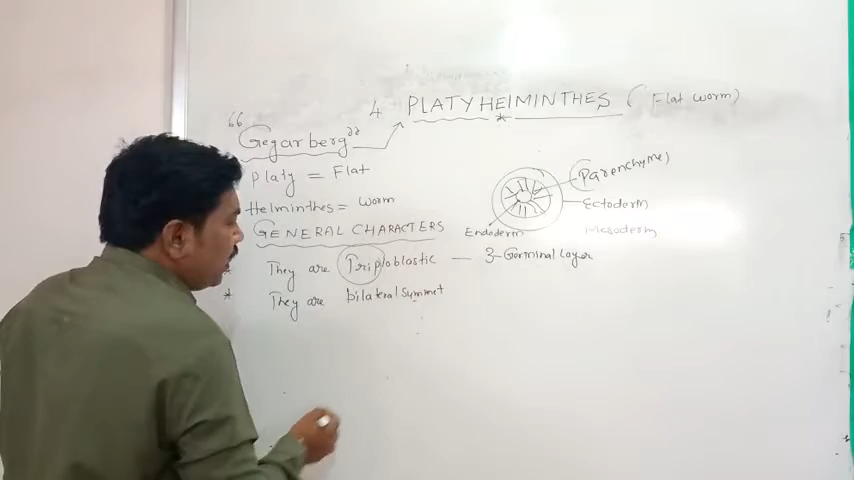 4 PLATYHELMINTHES (Flat worm)
"Gegarberg"
Platy = Flat
Helminthes = Worm
GENERAL CHARACTERS
Parenchyme)
Ectoderm
Endoderm
Mesoderm
* They are Triploblastic — 3-Germinal Layer
* They are bilateral symmet